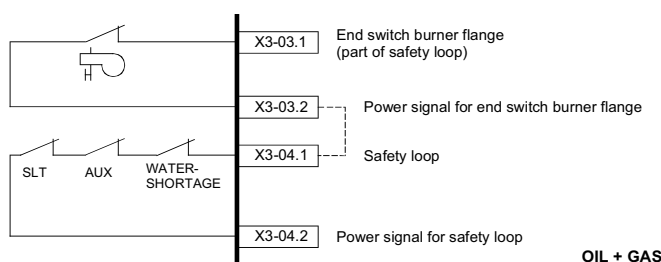 X3-03.1 End switch burner flange
(part of safety loop)
X3-03.2 Power signal for end switch burner flange
X3-04.1 Safety loop
SLT AUX WATER-
SHORTAGE
X3-04.2 Power signal for safety loop
OIL + GAS